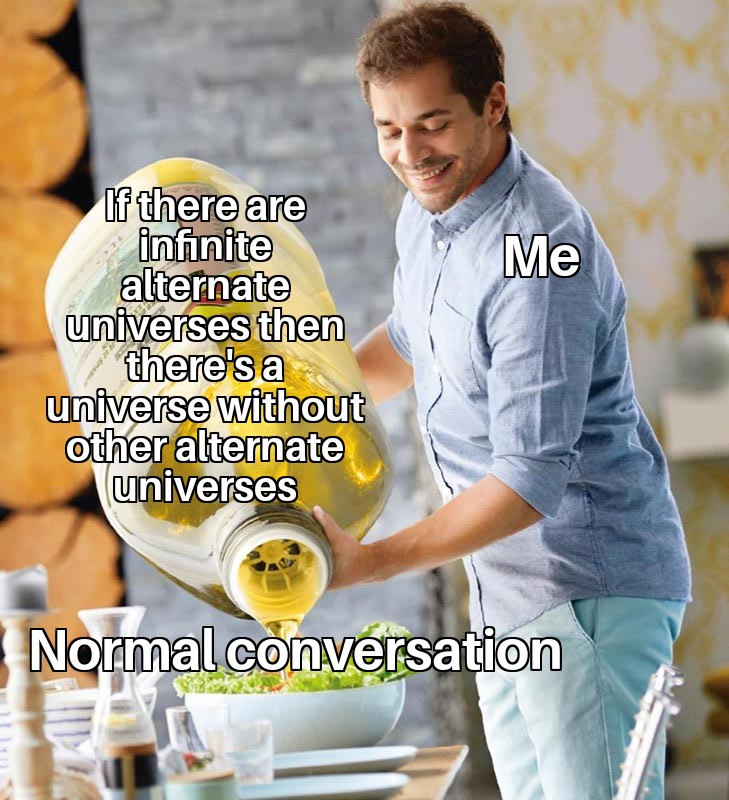 If there are
infinite
alternate
universes then
there's a
universe without
other alternate
universes
Me
Normal conversation